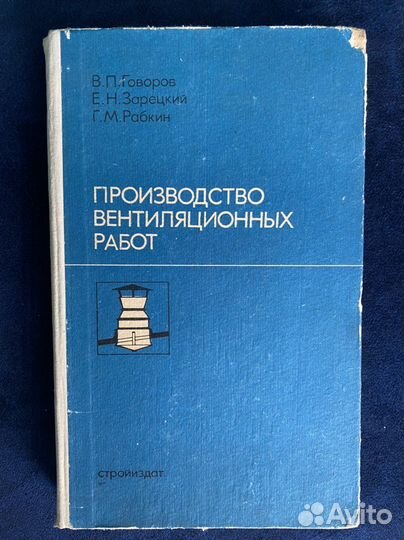 В.П.Говоров
Е.Н.Зарецкий
Г.М.Рабкин
ПРОИЗВОДСТВО
ВЕНТИЛЯЦИОННЫХ
РАБОТ
стройиздат
Avito